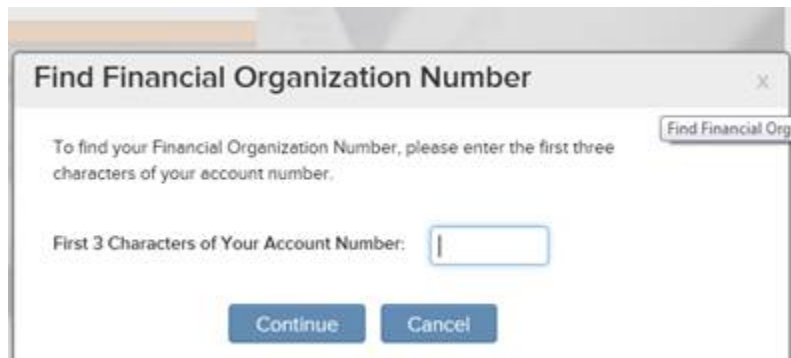 Find Financial Organization Number
x
Find Financial Org
To find your Financial Organization Number, please enter the first three
characters of your account number.
First 3 Characters of Your Account Number:
Continue Cancel